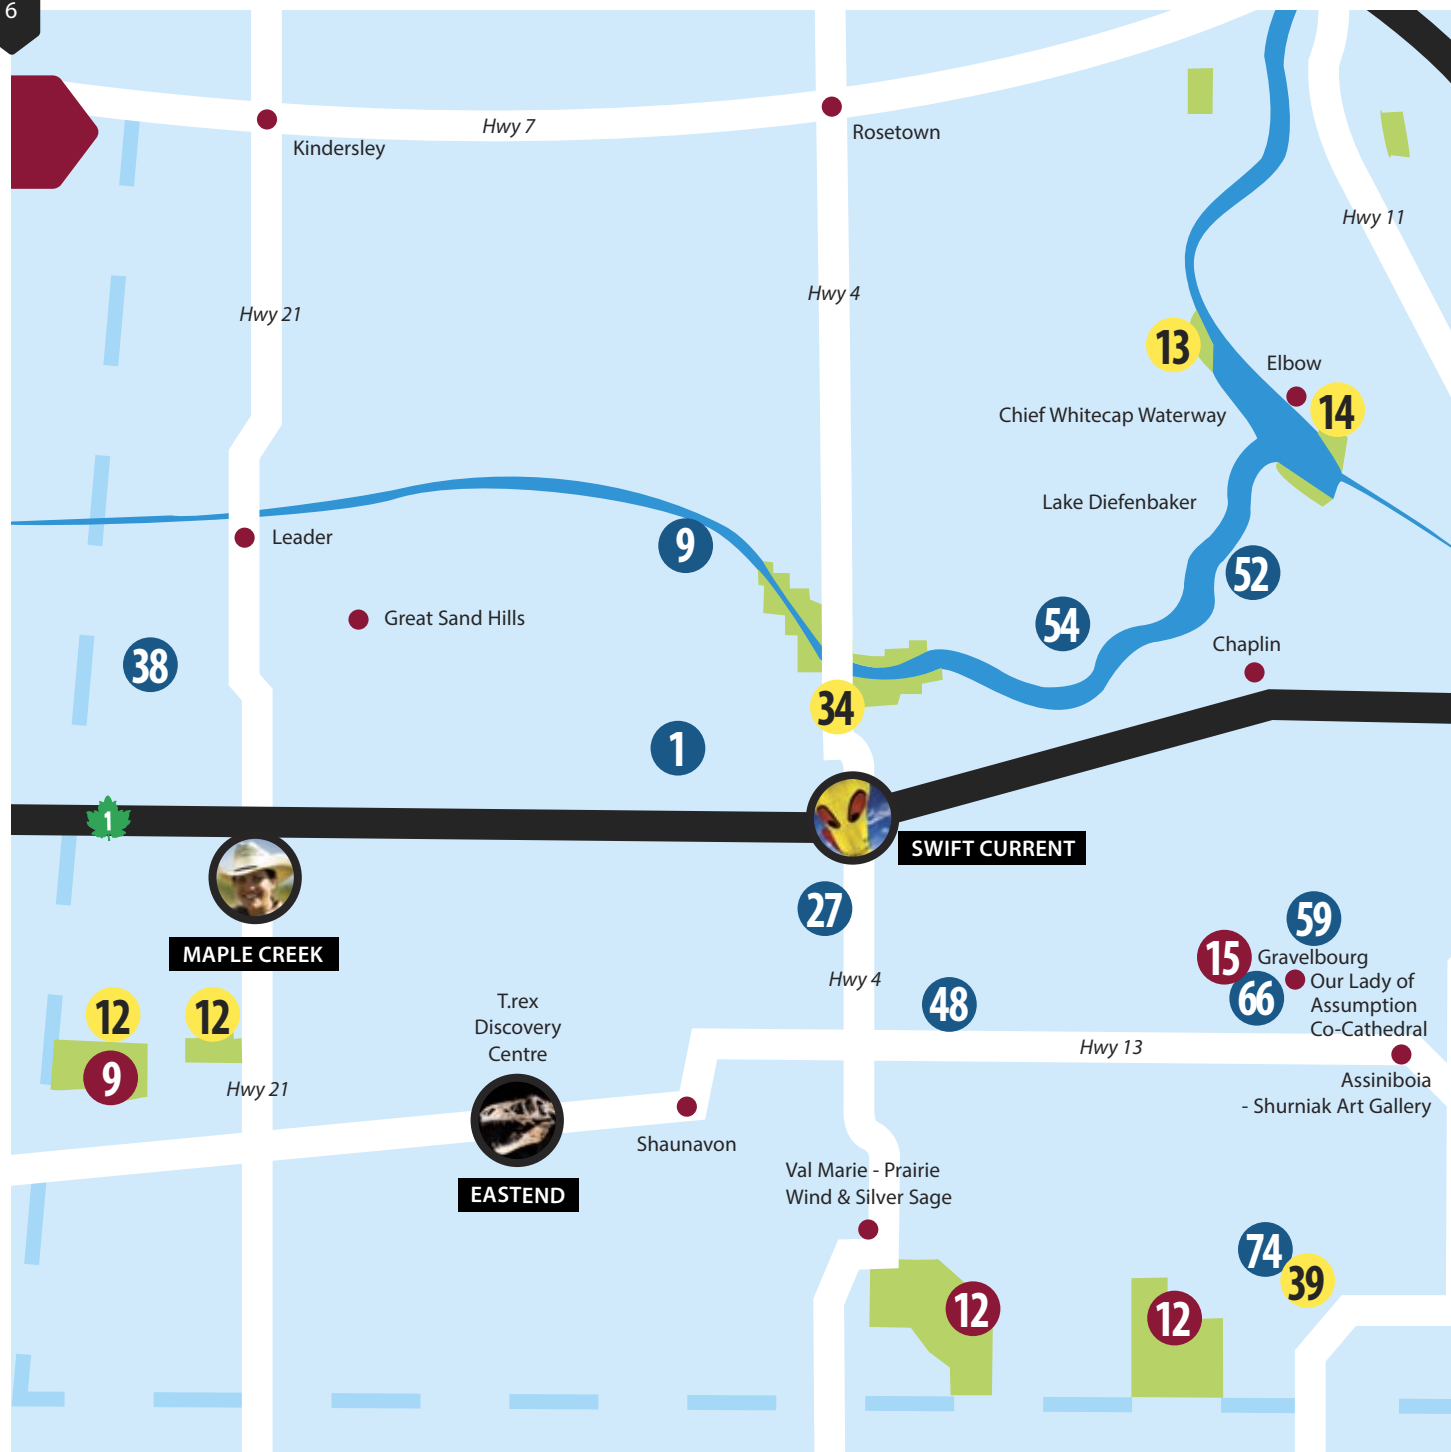 6
Hwy 7
Kindersley
Rosetown
Hwy 11
Hwy 21
Hwy 4
13
Elbow
14
Chief Whitecap Waterway
Lake Diefenbaker
Leader
9
52
Great Sand Hills
54
38
Chaplin
34
1
1
SWIFT CURRENT
MAPLE CREEK
27
59
15
Gravelbourg
Our Lady of
Assumption
Co-Cathedral
66
Hwy 4
48
12
12
T.rex
Discovery
Centre
Hwy 13
9
Hwy 21
Assiniboia
- Shurniak Art Gallery
Shaunavon
EASTEND
Val Marie - Prairie
Wind & Silver Sage
74
39
12
12